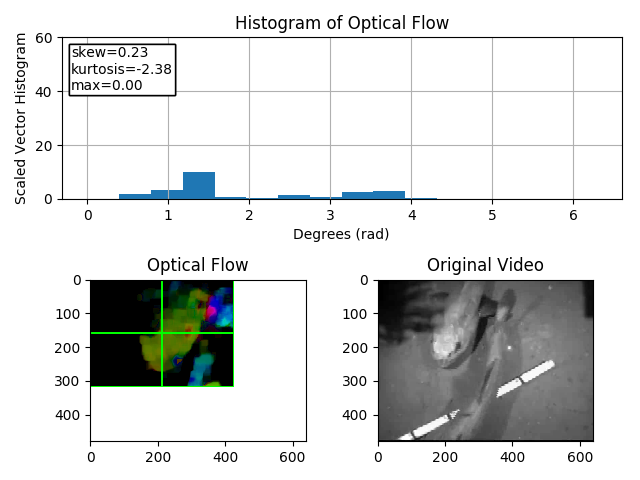 Histogram of Optical Flow
Scaled Vector Histogram
60
40
20
0
skew=0.23
kurtosis=-2.38
max=0.00
0 1 2 3 4 5 6
Degrees (rad)
Optical Flow
0
100
200
300
400
0 200 400 600
Original Video
0
100
200
300
400
0 200 400 600